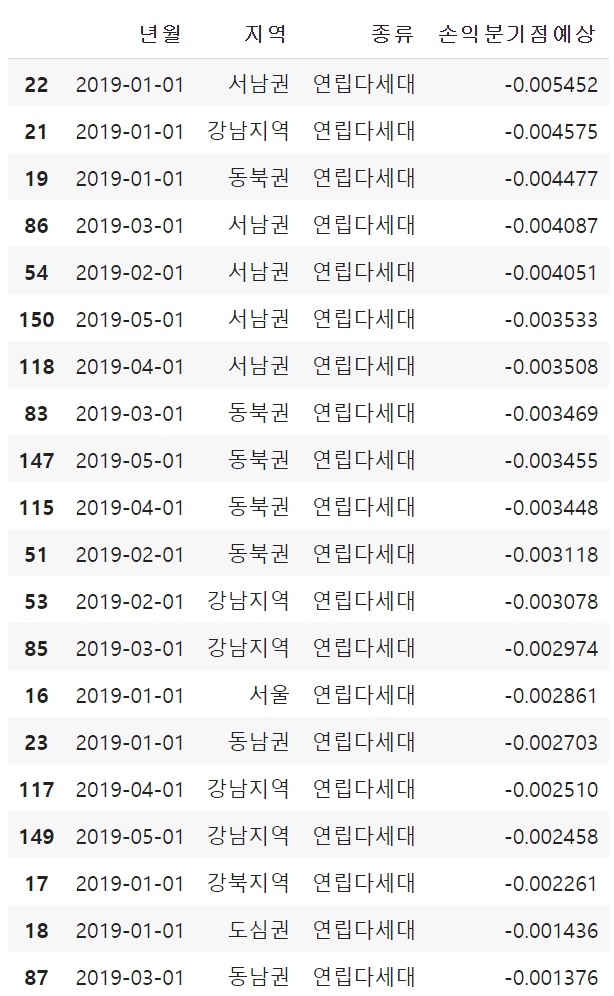 년월 지역 종류 손익분기점예상
22 2019-01-01 서남권 연립다세대 -0.005452
21 2019-01-01 강남지역 연립다세대 -0.004575
19 2019-01-01 동북권 연립다세대 -0.004477
86 2019-03-01 서남권 연립다세대 -0.004087
54 2019-02-01 서남권 연립다세대 -0.004051
150 2019-05-01 서남권 연립다세대 -0.003533
118 2019-04-01 서남권 연립다세대 -0.003508
83 2019-03-01 동북권 연립다세대 -0.003469
147 2019-05-01 동북권 연립다세대 -0.003455
115 2019-04-01 동북권 연립다세대 -0.003448
51 2019-02-01 동북권 연립다세대 -0.003118
53 2019-02-01 강남지역 연립다세대 -0.003078
85 2019-03-01 강남지역 연립다세대 -0.002974
16 2019-01-01 서울 연립다세대 -0.002861
23 2019-01-01 동남권 연립다세대 -0.002703
117 2019-04-01 강남지역 연립다세대 -0.002510
149 2019-05-01 강남지역 연립다세대 -0.002458
17 2019-01-01 강북지역 연립다세대 -0.002261
18 2019-01-01 도심권 연립다세대 -0.001436
87 2019-03-01 동남권 연립다세대 -0.001376